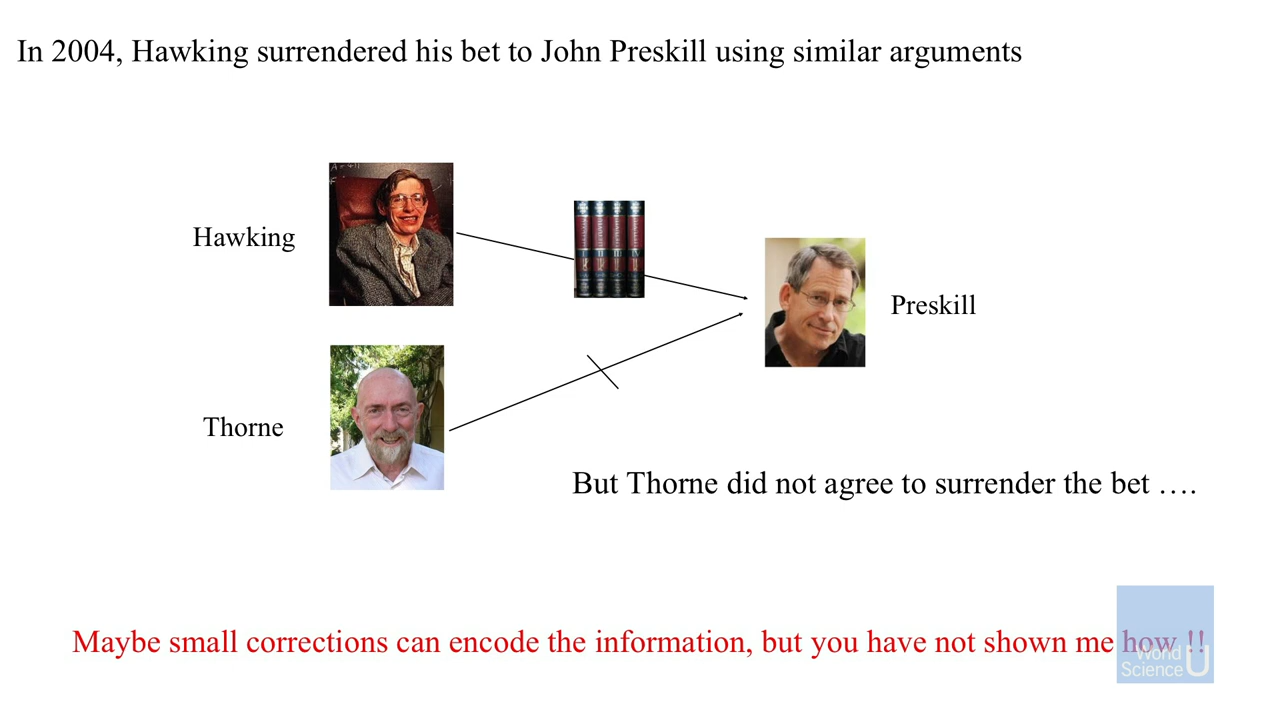 In 2004, Hawking surrendered his bet to John Preskill using similar arguments
Hawking
Preskill
Thorne
But Thorne did not agree to surrender the bet ….
Maybe small corrections can encode the information, but you have not shown me how !!
World
Science U